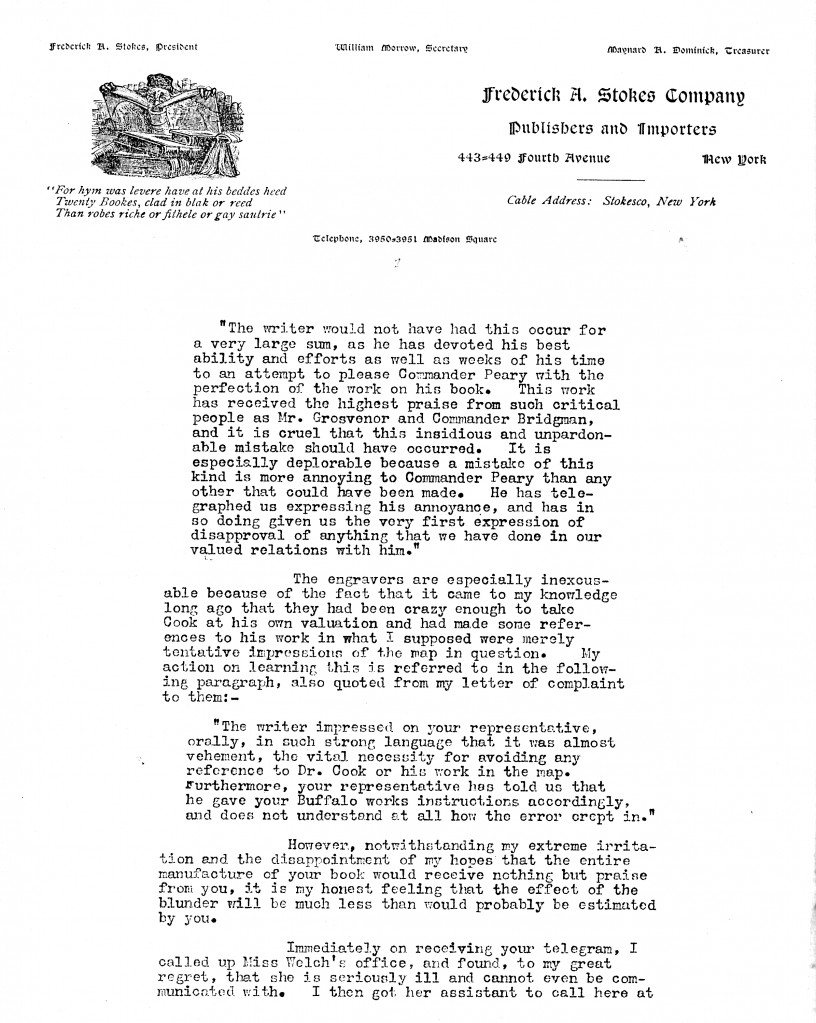 Frederick A. Stokes, President
William Morrow, Secretary
Maynard A. Dominick, Treasurer
Frederick A. Stokes Company
Publishers and Importers
443=449 Fourth Avenue New York
"For hym was levere have at his beddes heed
Twenty Bookes, clad in blak or reed
Than robes riche or fithele or gay sautrie"
Cable Address: Stokesco, New York
Telephone, 3950=3951 Madison Square
"The writer would not have had this occur for
a very large sum, as he has devoted his best
ability and efforts as well as weeks of his time
to an attempt to please Commander Peary with the
perfection of the work on his book. This work
has received the highest praise from such critical
people as Mr. Grosvenor and Commander Bridgman,
and it is cruel that this insidious and unpardon-
able mistake should have occurred. It is
especially deplorable because a mistake of this
kind is more annoying to Commander Peary than any
other that could have been made. He has tele-
graphed us expressing his annoyance, and has in
so doing given us the very first expression of
disapproval of anything that we have done in our
valued relations with him."
The engravers are especially inexcus-
able because of the fact that it came to my knowledge
long ago that they had been crazy enough to take
Cook at his own valuation and had made some refer-
ences to his work in what I supposed were merely
tentative impressions of the map in question. My
action on learning this is referred to in the follow-
ing paragraph, also quoted from my letter of complaint
to them:-
"The writer impressed on your representative,
orally, in such strong language that it was almost
vehement, the vital necessity for avoiding any
reference to Dr. Cook or his work in the map.
Furthermore, your representative has told us that
he gave your Buffalo works instructions accordingly,
and does not understand at all how the error crept in."
However, notwithstanding my extreme irrita-
tion and the disappointment of my hopes that the entire
manufacture of your book would receive nothing but praise
from you, it is my honest feeling that the effect of the
blunder will be much less than would probably be estimated
by you.
Immediately on receiving your telegram, I
called up Miss Welch's office, and found, to my great
regret, that she is seriously ill and cannot even be com-
municated with. I then got her assistant to call here at